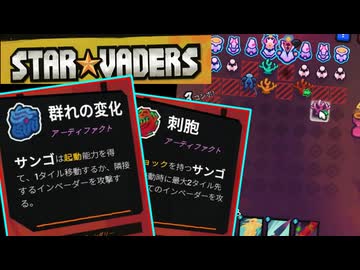 STAR★VADERS
群れの変化
アーティファクト
サンゴは起動能力を得
て、1タイル移動するか、隣接
するインベーダーを攻撃す
る。
刺胞
アーティファクト
ョックを持つサンゴ
動時に最大2タイル先
てのインベーダーを攻